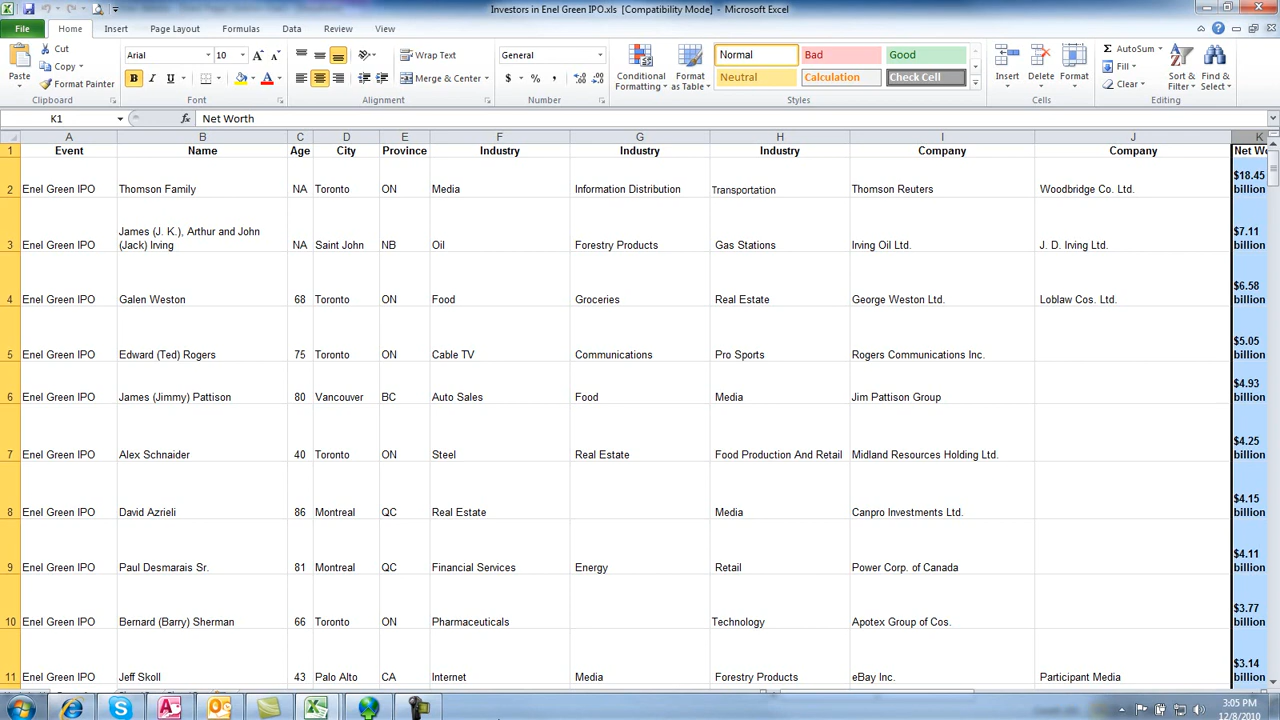 Investors in Enel Green IPO.xls [Compatibility Mode] - Microsoft Excel
File Home Insert Page Layout Formulas Data Review View
Paste Cut Copy Format Painter Clipboard
Arial 10 A A B I U A Font
Wrap Text Merge & Center Alignment
General $ % , Number
Conditional Formatting Format as Table Normal Bad Good Neutral Calculation Check Cell Styles
Insert Delete Format Cells
Σ AutoSum Fill Clear Sort & Filter Find & Select Editing
K1 fx Net Worth
A B C D E F G H I J K
1 Event Name Age City Province Industry Industry Industry Company Company Net Wo
2 Enel Green IPO Thomson Family NA Toronto ON Media Information Distribution Transportation Thomson Reuters Woodbridge Co. Ltd. $18.45 billion
3 Enel Green IPO James (J. K.), Arthur and John (Jack) Irving NA Saint John NB Oil Forestry Products Gas Stations Irving Oil Ltd. J. D. Irving Ltd. $7.11 billion
4 Enel Green IPO Galen Weston 68 Toronto ON Food Groceries Real Estate George Weston Ltd. Loblaw Cos. Ltd. $6.58 billion
5 Enel Green IPO Edward (Ted) Rogers 75 Toronto ON Cable TV Communications Pro Sports Rogers Communications Inc. $5.05 billion
6 Enel Green IPO James (Jimmy) Pattison 80 Vancouver BC Auto Sales Food Media Jim Pattison Group $4.93 billion
7 Enel Green IPO Alex Schnaider 40 Toronto ON Steel Real Estate Food Production And Retail Midland Resources Holding Ltd. $4.25 billion
8 Enel Green IPO David Azrieli 86 Montreal QC Real Estate Media Canpro Investments Ltd. $4.15 billion
9 Enel Green IPO Paul Desmarais Sr. 81 Montreal QC Financial Services Energy Retail Power Corp. of Canada $4.11 billion
10 Enel Green IPO Bernard (Barry) Sherman 66 Toronto ON Pharmaceuticals Technology Apotex Group of Cos. $3.77 billion
11 Enel Green IPO Jeff Skoll 43 Palo Alto CA Internet Media Forestry Products eBay Inc. Participant Media $3.14 billion
3:05 PM
12/8/2010